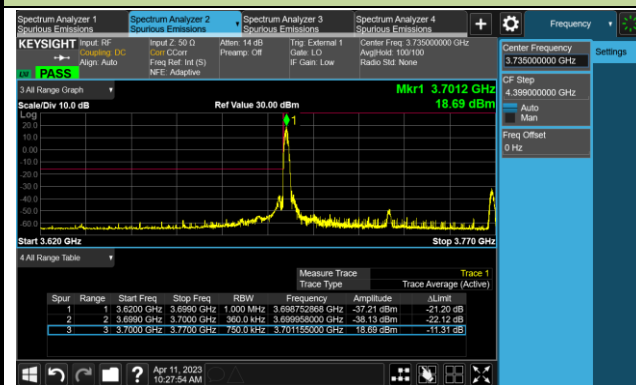 Spectrum Analyzer 1
Spurious Emissions
Spectrum Analyzer 2
Spurious Emissions
Spectrum Analyzer 3
Spurious Emissions
Spectrum Analyzer 4
Spurious Emissions
+
Frequency
KEYSIGHT
Input: RF
Coupling: DC
Align: Auto
Input Z: 50 Ω
Corr CCorr
Freq Ref: Int (S)
NFE: Adaptive
Atten: 14 dB
Preamp: Off
Trig: External 1
Gate: LO
IF Gain: Low
Center Freq: 3.735000000 GHz
Avg|Hold: 100/100
Radio Std: None
PASS
Center Frequency
3.735000000 GHz
Settings
CF Step
4.399000000 GHz
Auto
Man
Freq Offset
0 Hz
3 All Range Graph
Mkr1 3.7012 GHz
18.69 dBm
Scale/Div 10.0 dB
Ref Value 30.00 dBm
Log
20.0
10.0
0.00
-10.0
-20.0
-30.0
-40.0
-50.0
-60.0
1
Start 3.620 GHz
Stop 3.770 GHz
4 All Range Table
Measure Trace Trace 1
Trace Type Trace Average (Active)
Spur Range Start Freq Stop Freq RBW Frequency Amplitude ΔLimit
1 1 3.6200 GHz 3.6990 GHz 1.000 MHz 3.698752868 GHz -37.21 dBm -21.20 dB
2 2 3.6990 GHz 3.7000 GHz 360.0 kHz 3.699958000 GHz -38.13 dBm -22.12 dB
3 3 3.7000 GHz 3.7700 GHz 750.0 kHz 3.701155000 GHz 18.69 dBm -11.31 dB
?
Apr 11, 2023
10:27:54 AM